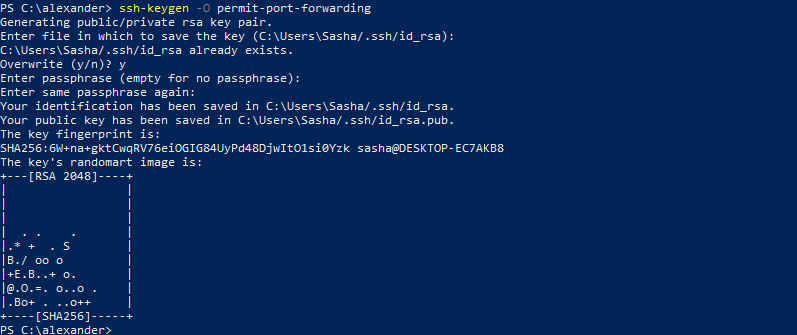 PS C:\alexander> ssh-keygen -O permit-port-forwarding
Generating public/private rsa key pair.
Enter file in which to save the key (C:\Users\Sasha/.ssh/id_rsa):
C:\Users\Sasha/.ssh/id_rsa already exists.
Overwrite (y/n)? y
Enter passphrase (empty for no passphrase):
Enter same passphrase again:
Your identification has been saved in C:\Users\Sasha/.ssh/id_rsa.
Your public key has been saved in C:\Users\Sasha/.ssh/id_rsa.pub.
The key fingerprint is:
SHA256:6W+na+gktCwqRV76eiOGIG84UyPd48DjwItO1si0Yzk sasha@DESKTOP-EC7AKB8
The key's randomart image is:
+---[RSA 2048]----+
|                 |
|                 |
|                 |
|  . .    .       |
|.* +  . S        |
|B./ oo o         |
|+E.B..+ o.       |
|@.O.=. o..o .    |
|.Bo+ . ..o++     |
+----[SHA256]-----+
PS C:\alexander>